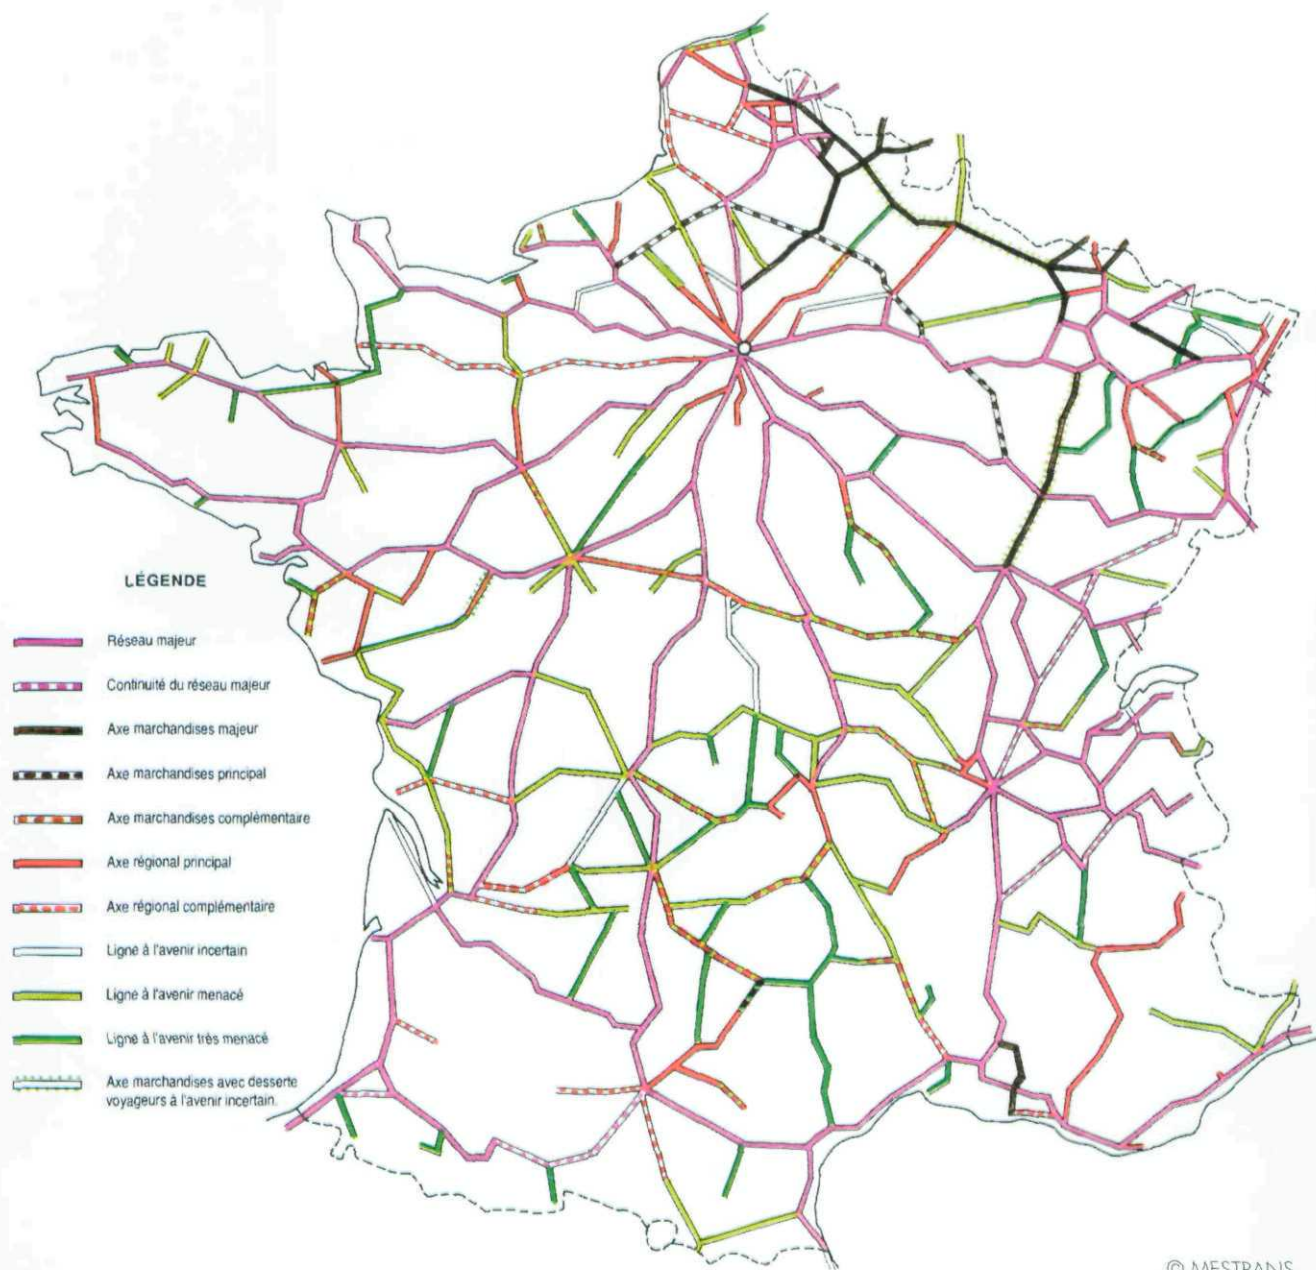 LÉGENDE
Réseau majeur
Continuité du réseau majeur
Axe marchandises majeur
Axe marchandises principal
Axe marchandises complémentaire
Axe régional principal
Axe régional complémentaire
Ligne à l'avenir incertain
Ligne à l'avenir menacé
Ligne à l'avenir très menacé
Axe marchandises avec desserte
voyageurs à l'avenir incertain.
© MESTRANS